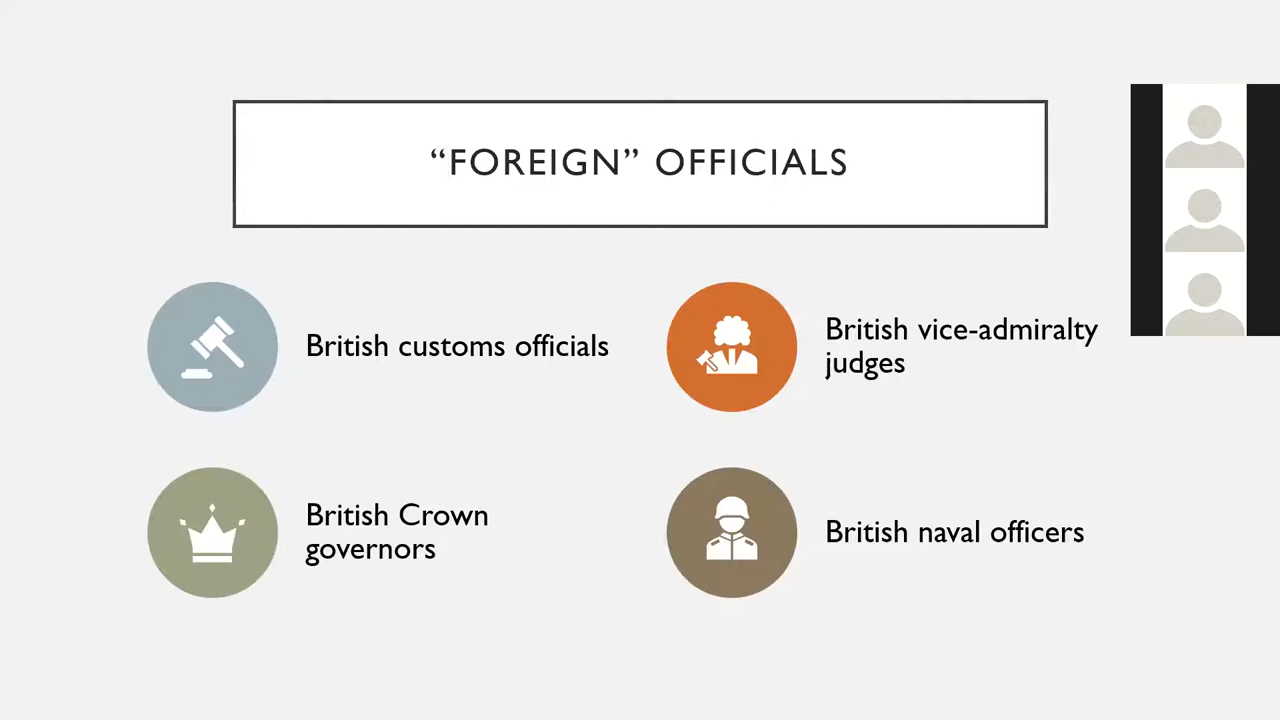 “FOREIGN” OFFICIALS
British customs officials
British vice-admiralty
judges
British Crown
governors
British naval officers